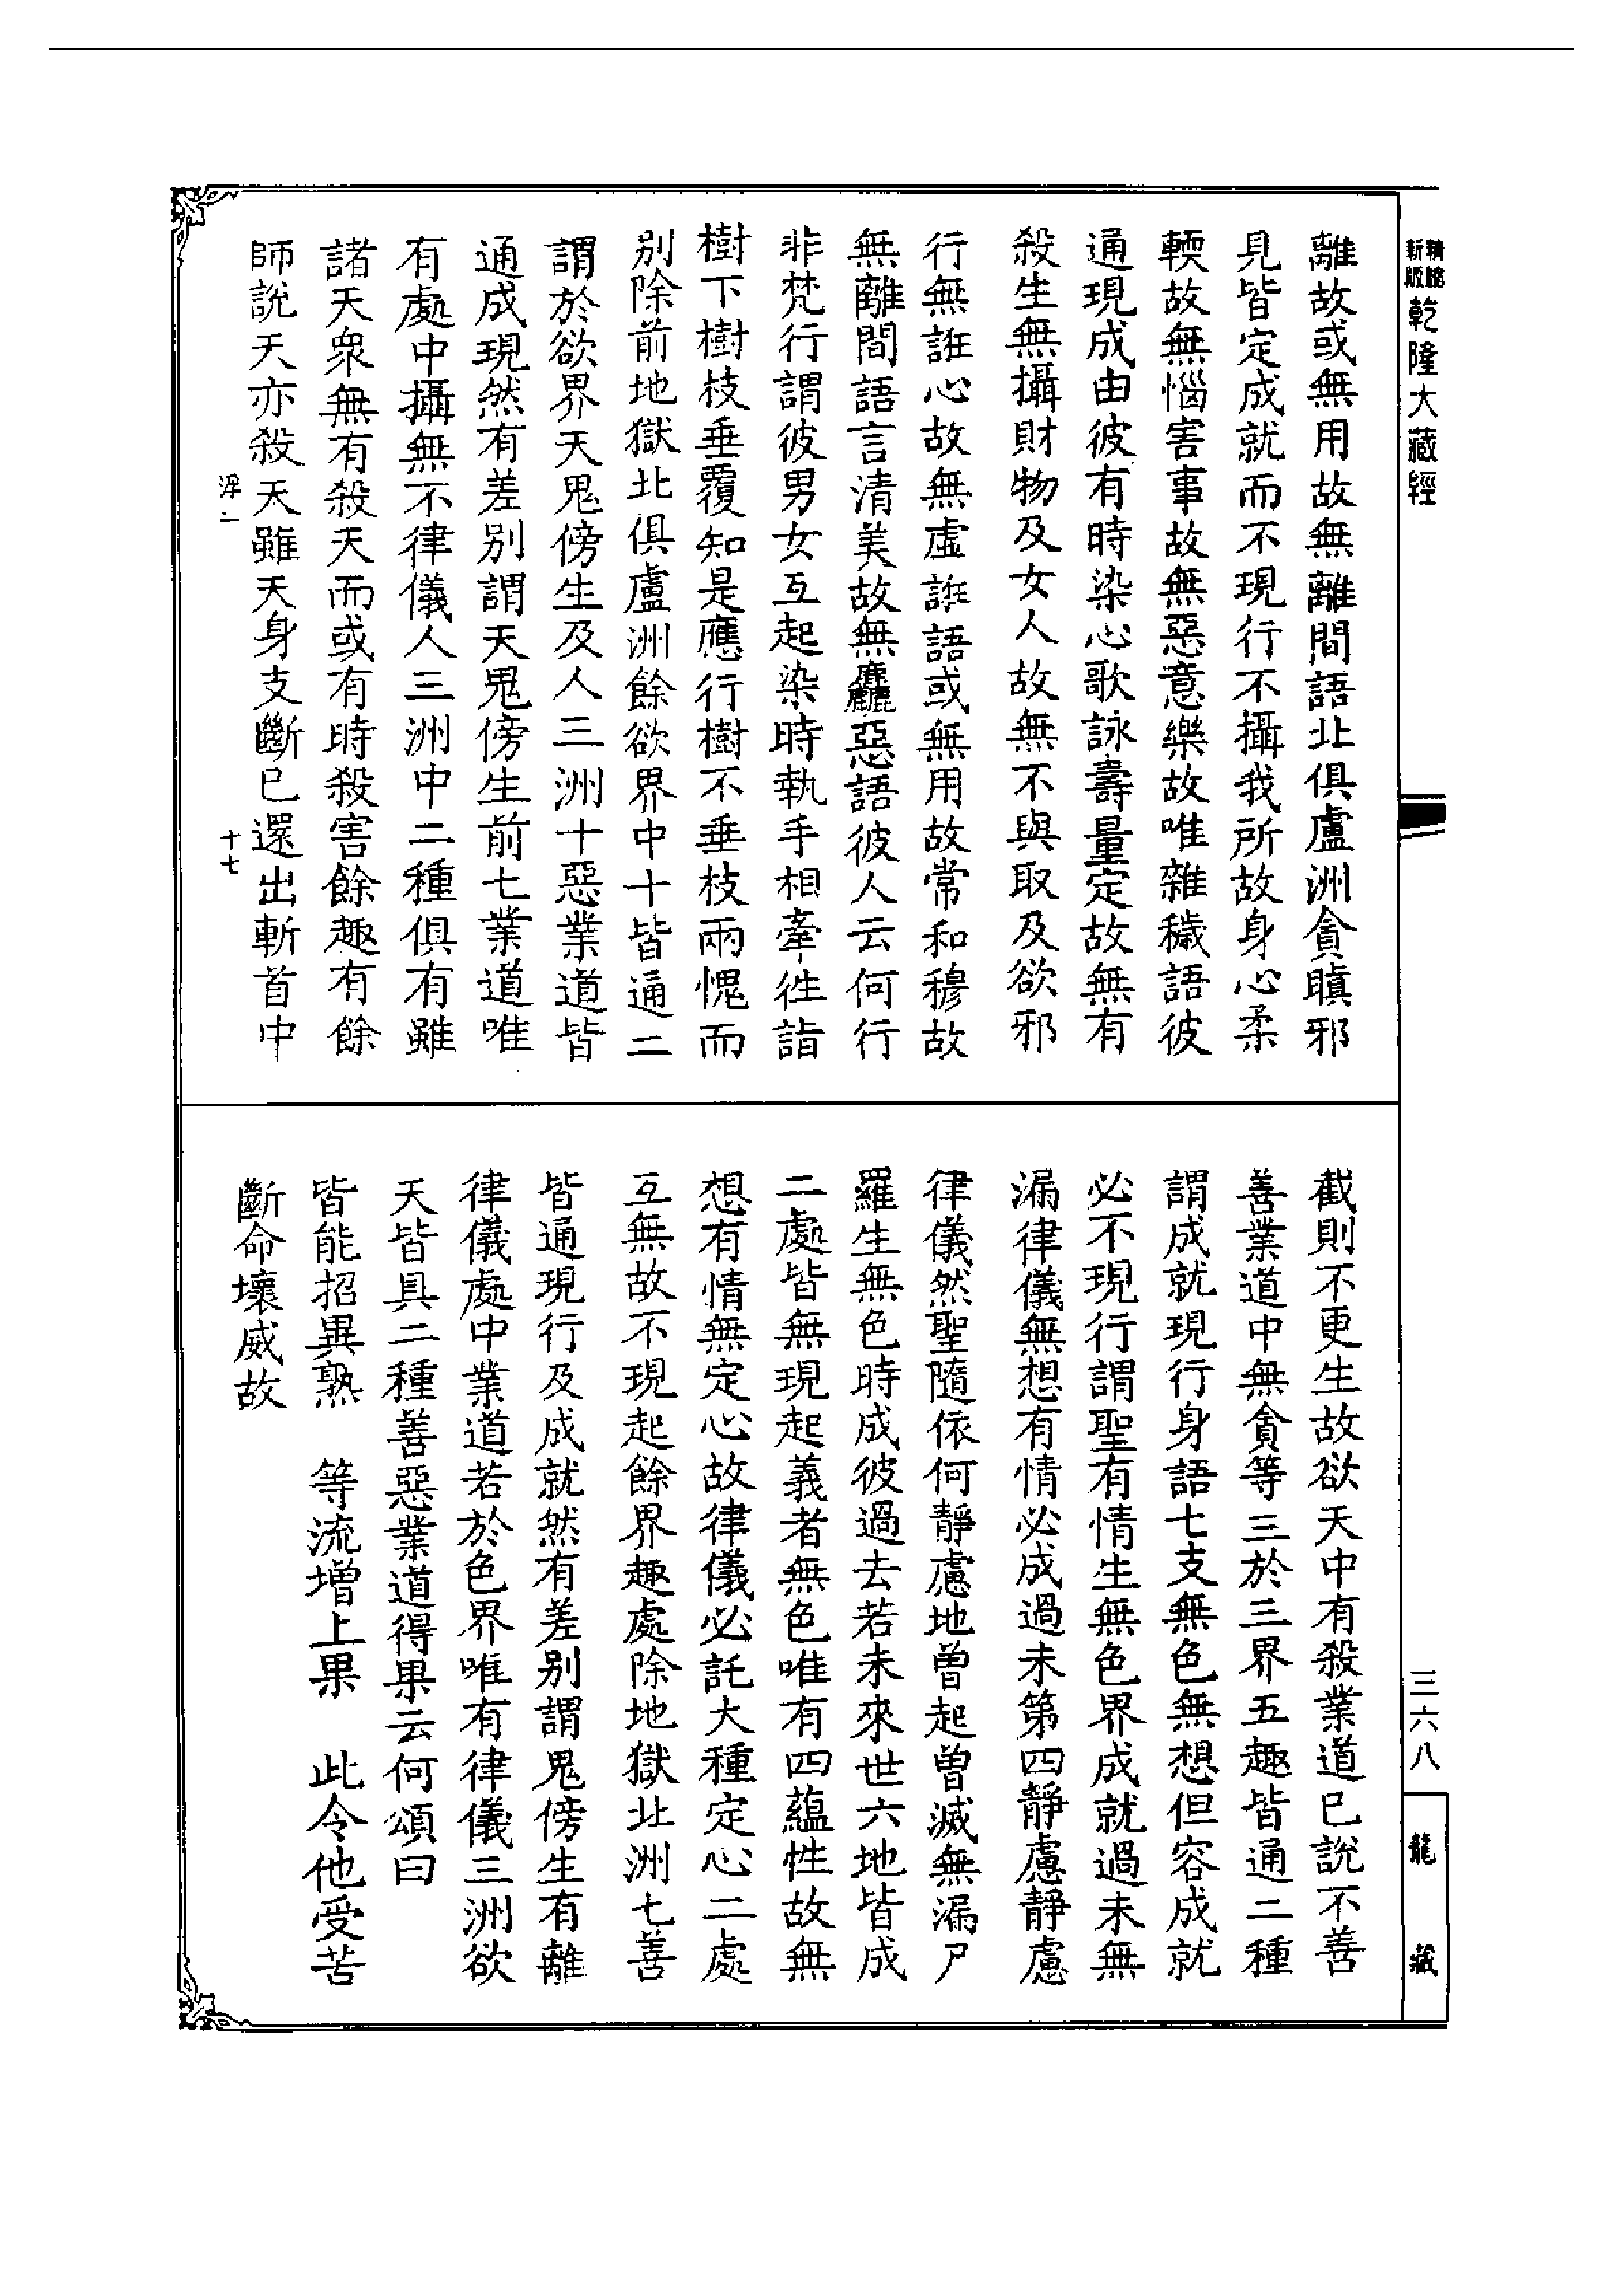 精縮
新版
乾隆大藏經
離故或無用故無離間語北俱盧洲貪瞋邪
見皆定成就而不現行不攝我所故身心柔
輭故無惱害事故無惡意樂故唯雜穢語彼
通現成由彼有時染心歌詠壽量定故無有
殺生無攝財物及女人故無不與取及欲邪
行無誑心故無虛誑語或無用故常和穆故
無離間語言清美故無麤惡語彼人云何行
非梵行謂彼男女互起染時執手相牽徃詣
樹下樹枝垂覆知是應行樹不垂枝兩愧而
別除前地獄北俱盧洲餘欲界中十皆通二
謂於欲界天鬼傍生及人三洲十惡業道皆
通成現然有差別謂天鬼傍生前七業道唯
有處中攝無不律儀人三洲中二種俱有雖
諸天衆無有殺天而或有時殺害餘趣有餘
師說天亦殺天雖天身支斷已還出斬首中
浮二
十七
截則不更生故欲天中有殺業道已說不善
善業道中無貪等三於三界五趣皆通二種
謂成就現行身語七支無色無想但容成就
必不現行謂聖有情生無色界成就過未無
漏律儀無想有情必成過未第四靜慮靜慮
律儀然聖隨依何靜慮地曾起曾滅無漏尸
羅生無色時成彼過去若未來世六地皆成
二處皆無現起義者無色唯有四蘊性故無
想有情無定心故律儀必託大種定心二處
互無故不現起餘界趣處除地獄北洲七善
皆通現行及成就然有差別謂鬼傍生有離
律儀處中業道若於色界唯有律儀三洲欲
天皆具二種善惡業道得果云何頌曰
皆能招異熟　等流增上果　此令他受苦
斷命壞威故
三六八
龍藏